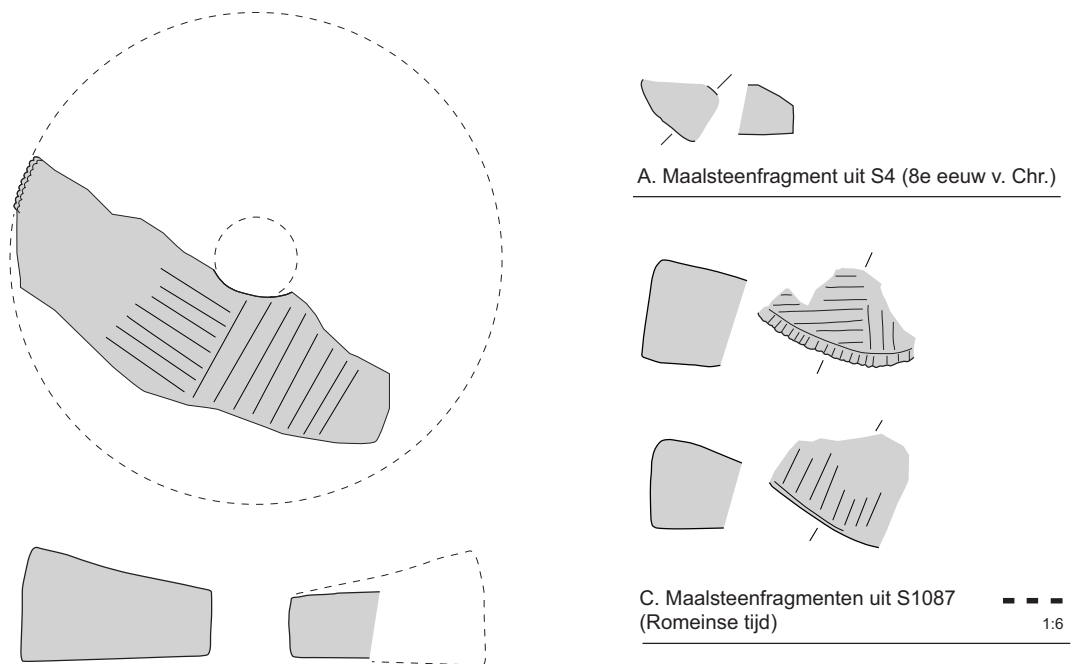 A. Maalsteenfragment uit S4 (8e eeuw v. Chr.)
C. Maalsteenfragmenten uit S1087
(Romeinse tijd)
1:6